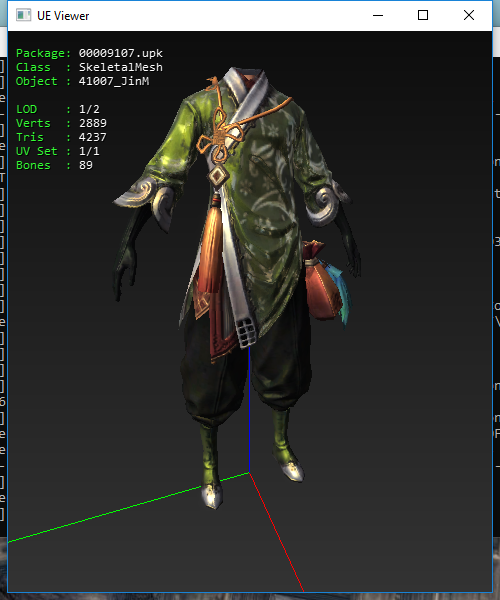 UE Viewer
Package: 00009107.upk
Class : SkeletalMesh
Object : 41007_JinM
LOD : 1/2
Verts : 2889
Tris : 4237
UV Set : 1/1
Bones : 89